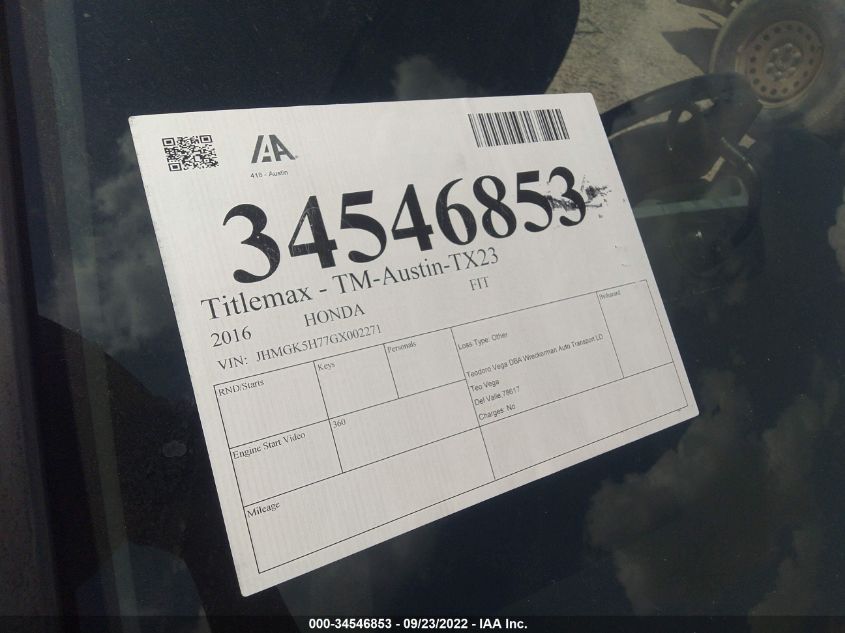 IAA
418 - Austin
34546853
Titlemax - TM-Austin-TX23
2016 HONDA FIT
VIN: JHMGK5H77GX002271
RND/Starts
Keys
Personals
Loss Type: Other
Teodoro Vega DBA Wreckerman Auto Transport LD
Teo Vega
Del Valle,78617
Charges: No
Engine Start Video
360
Mileage
000-34546853 - 09/23/2022 - IAA Inc.